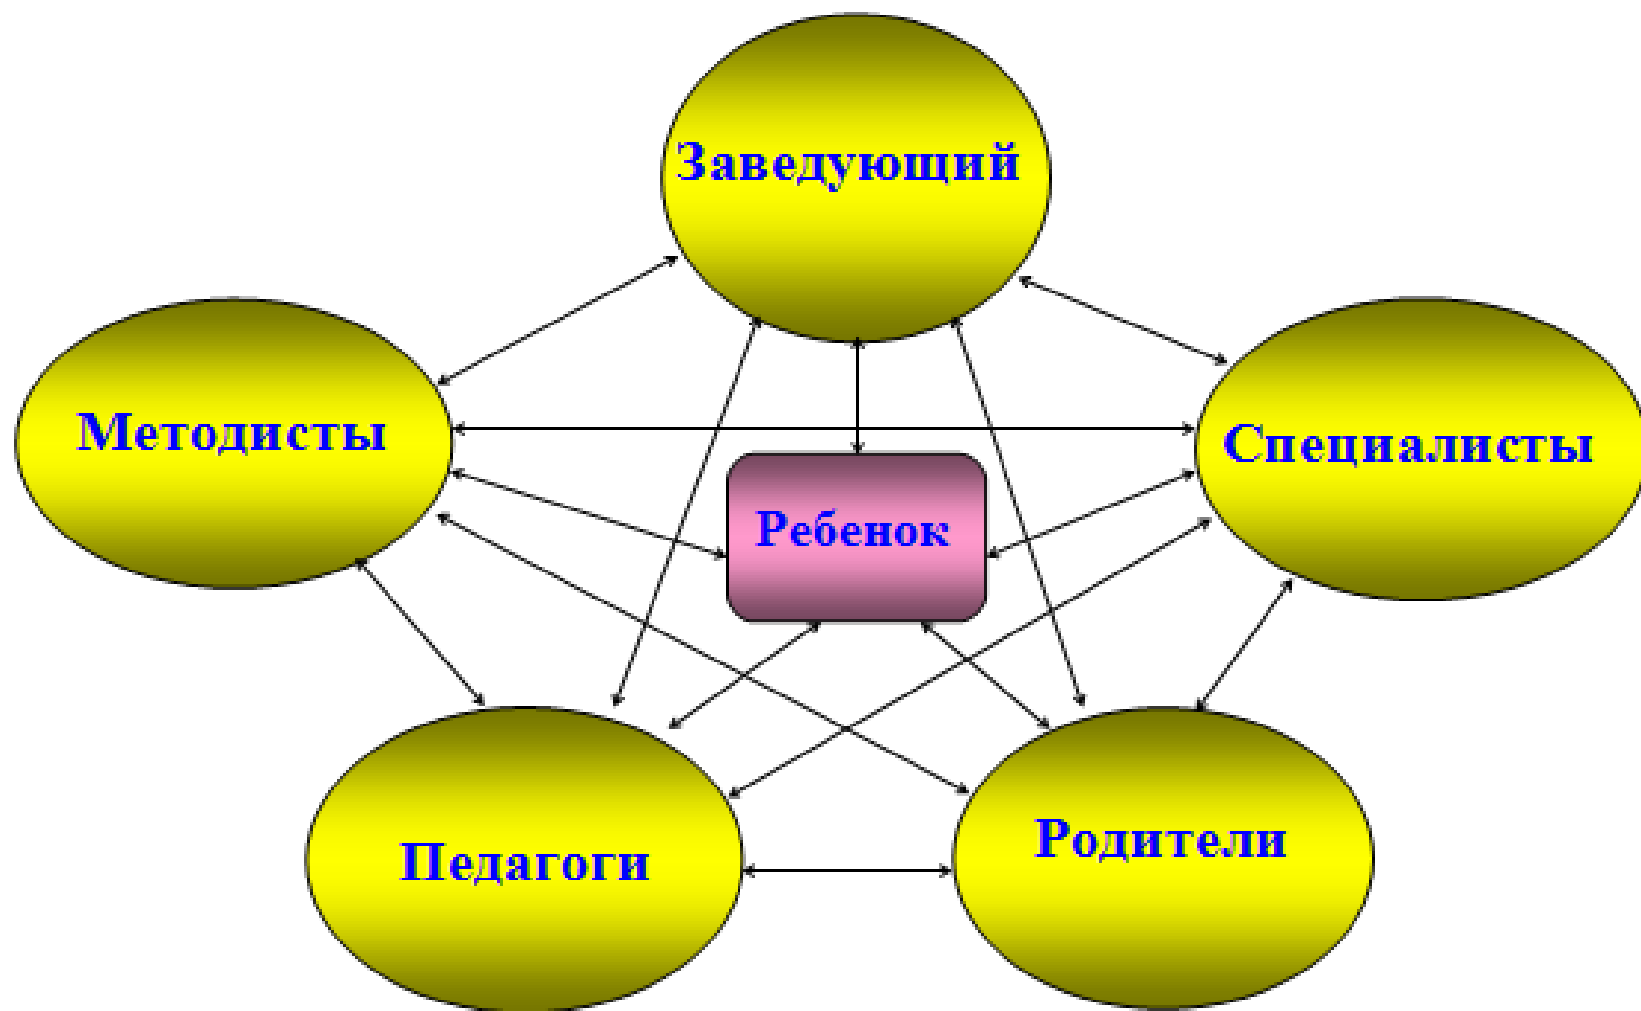 Заведующий
Методисты
Специалисты
Ребенок
Педагоги
Родители